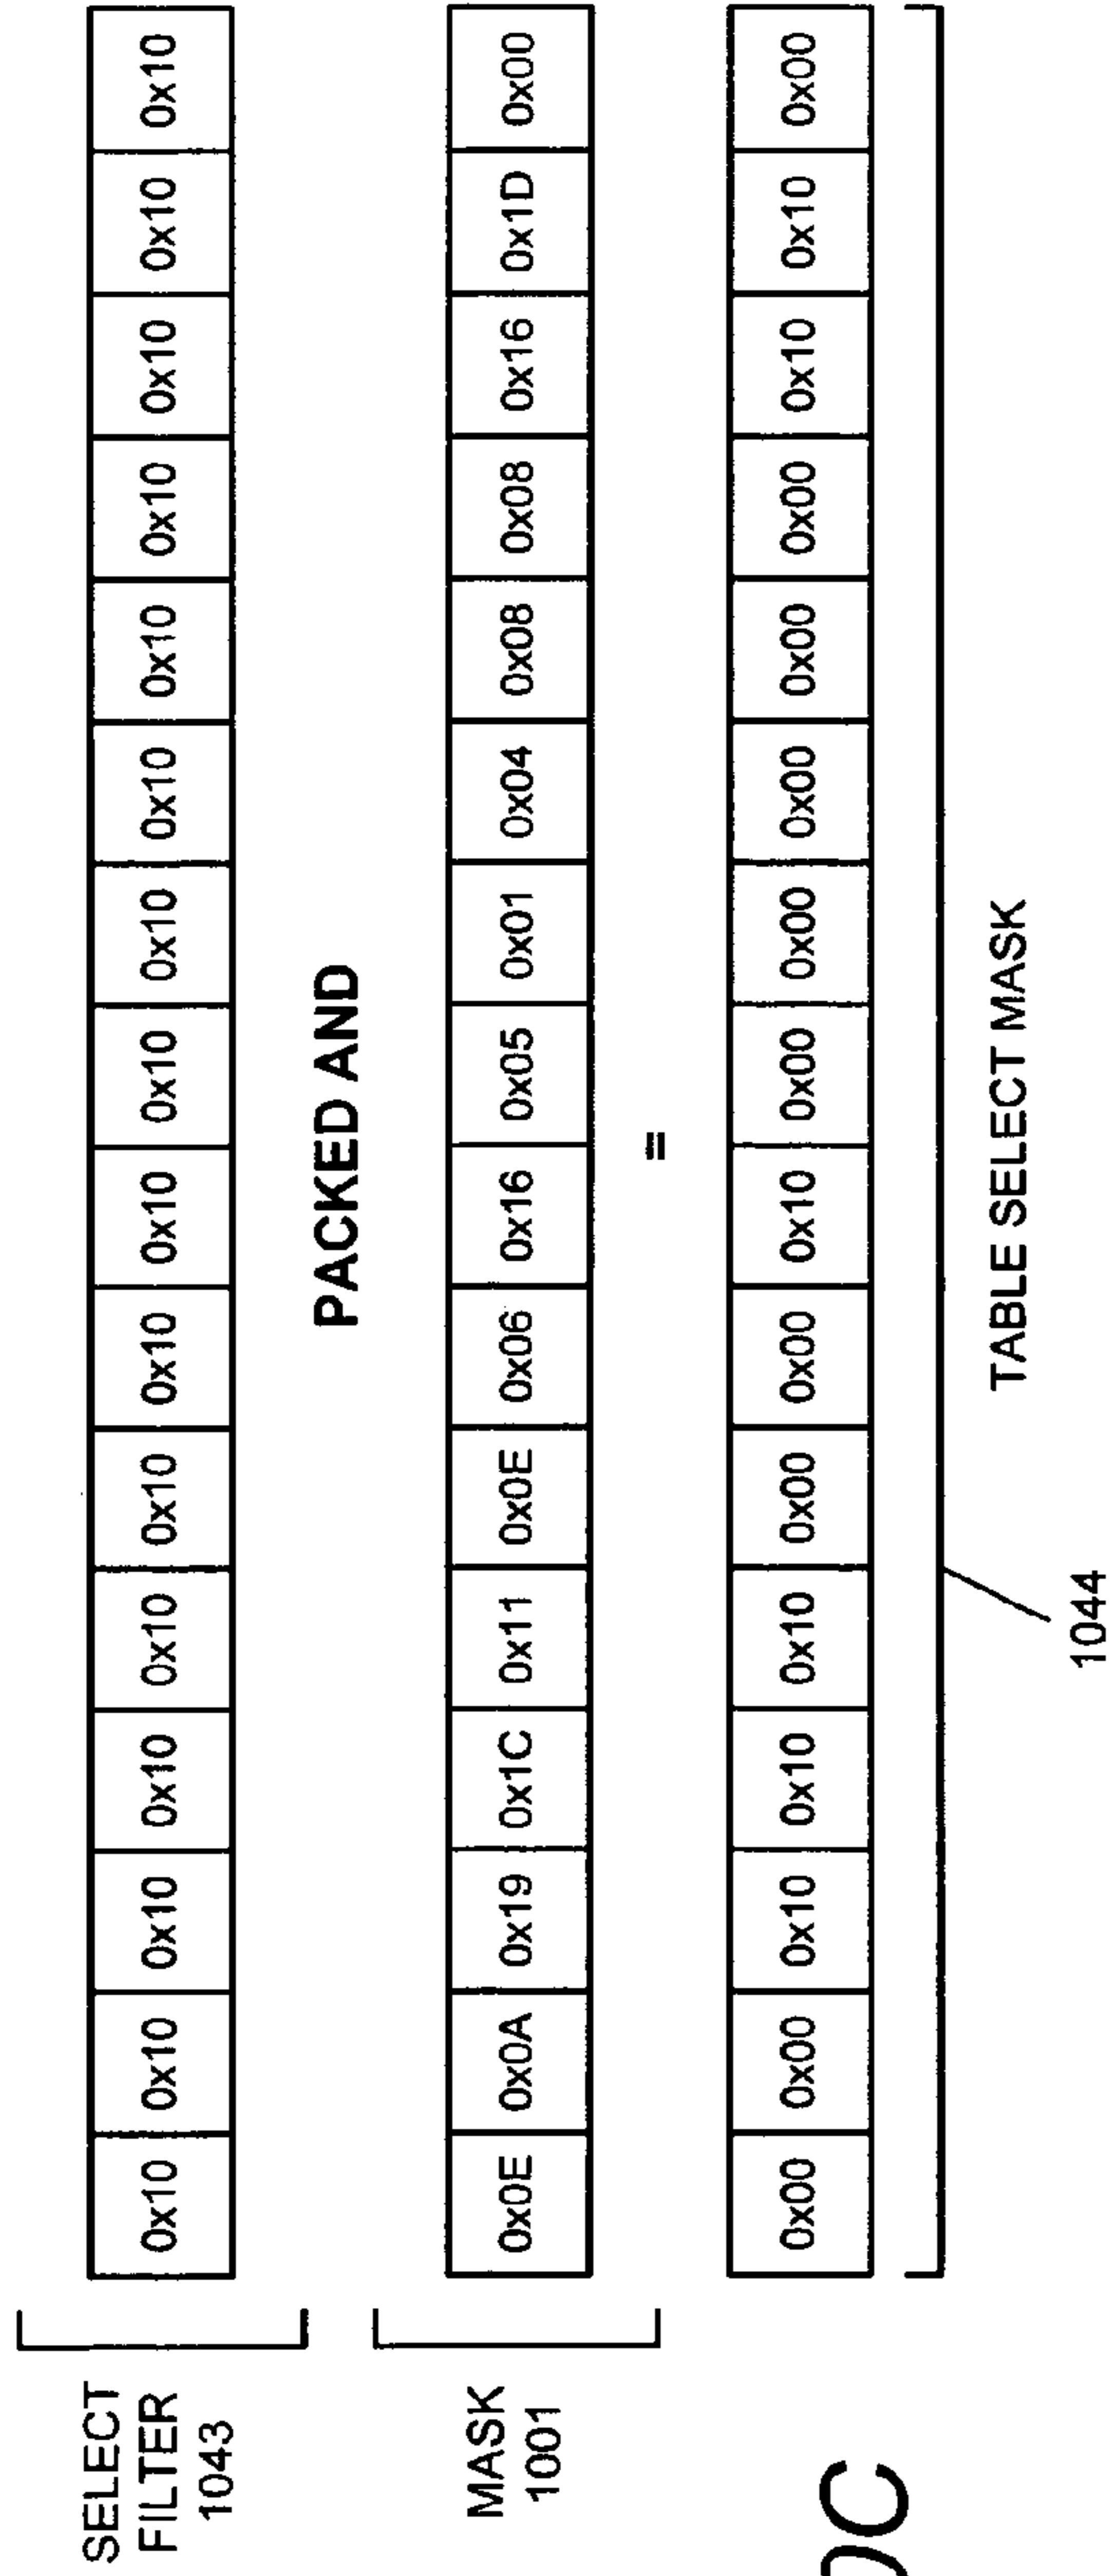 SELECT
FILTER
1043
0x10 0x10 0x10 0x10 0x10 0x10 0x10 0x10 0x10 0x10 0x10 0x10 0x10 0x10 0x10 0x10
PACKED AND
MASK
1001
0x0E 0x0A 0x19 0x1C 0x11 0x0E 0x06 0x16 0x05 0x01 0x04 0x08 0x08 0x16 0x1D 0x00
=
0x00 0x00 0x10 0x10 0x10 0x00 0x00 0x10 0x00 0x00 0x00 0x00 0x00 0x10 0x10 0x00
TABLE SELECT MASK
1044
C